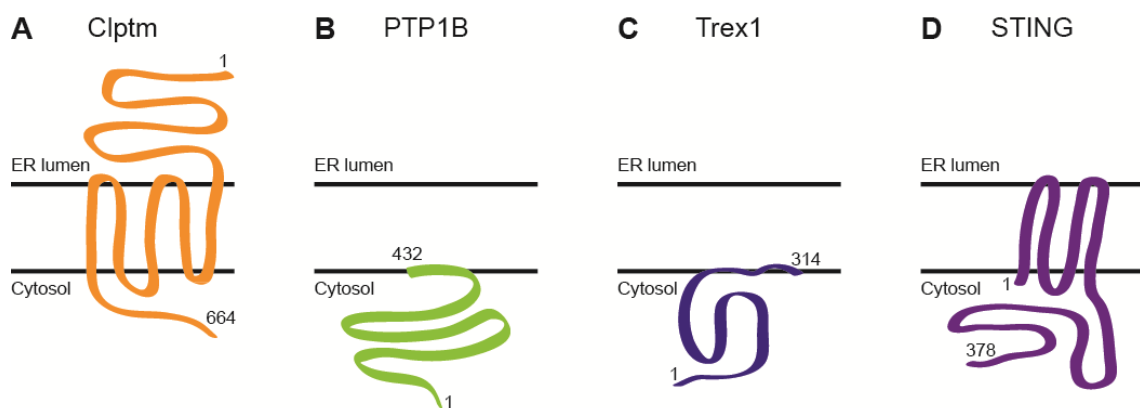 A Clptm
1
ER lumen
Cytosol
664
B PTP1B
ER lumen
432
Cytosol
1
C Trex1
ER lumen
314
Cytosol
1
D STING
ER lumen
Cytosol
1
378